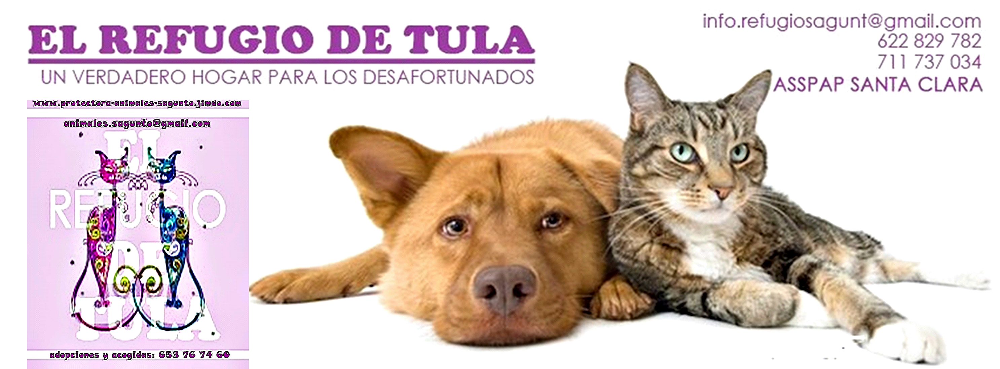 EL REFUGIO DE TULA
UN VERDADERO HOGAR PARA LOS DESAFORTUNADOS
info.refugiosagunt@gmail.com
622 829 782
711 737 034
ASSPAP SANTA CLARA
www.protectora-animales-sagunto.jimdo.com
animales.sagunto@gmail.com
EL
REFUGIO
DE
TULA
adopciones y acogidas: 653 76 74 60